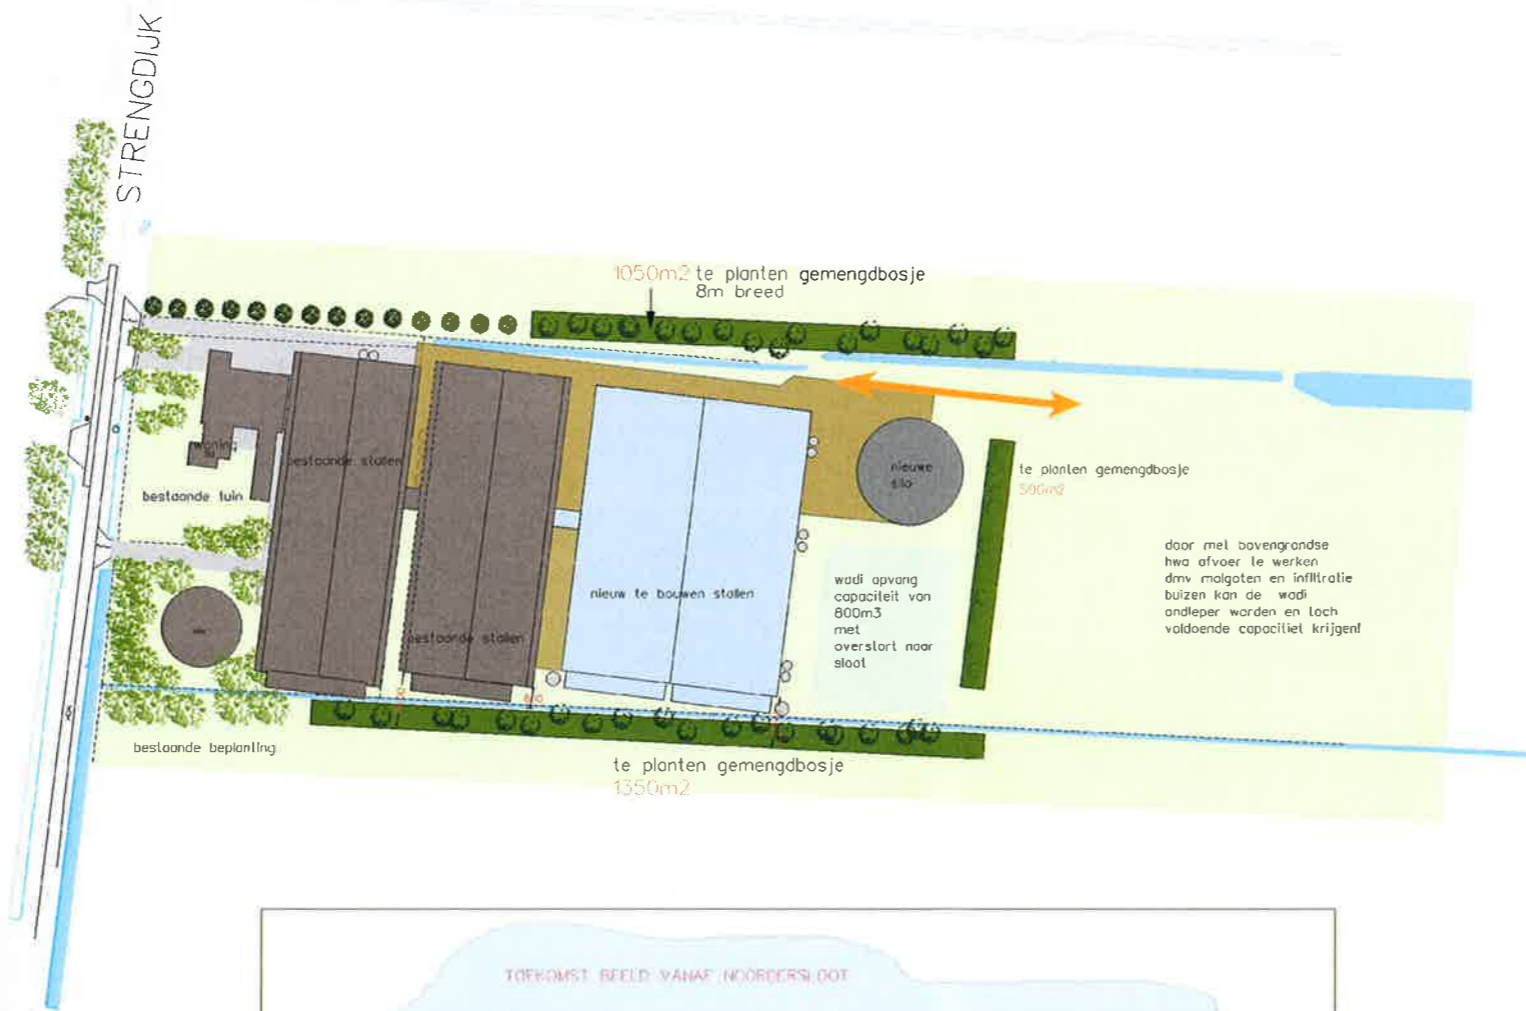 STRENGDIJK
1050m2 te planten gemengdbosje
8m breed
woning
bestaande stallen
bestaande tuin
bestaande stallen
nieuw te bouwen stallen
nieuwe
silo
te planten gemengdbosje
500m2
wadi opvang
capaciteit van
800m3
met
overstort naar
sloot
door met bovengrondse
hwa afvoer te werken
dmv molgoten en infiltratie
buizen kan de wadi
ondieper worden en toch
voldoende capaciteit krijgen!
bestaande beplanting
te planten gemengdbosje
1350m2
TOEKOMST BEELD VANAF NOORDERSLOOT